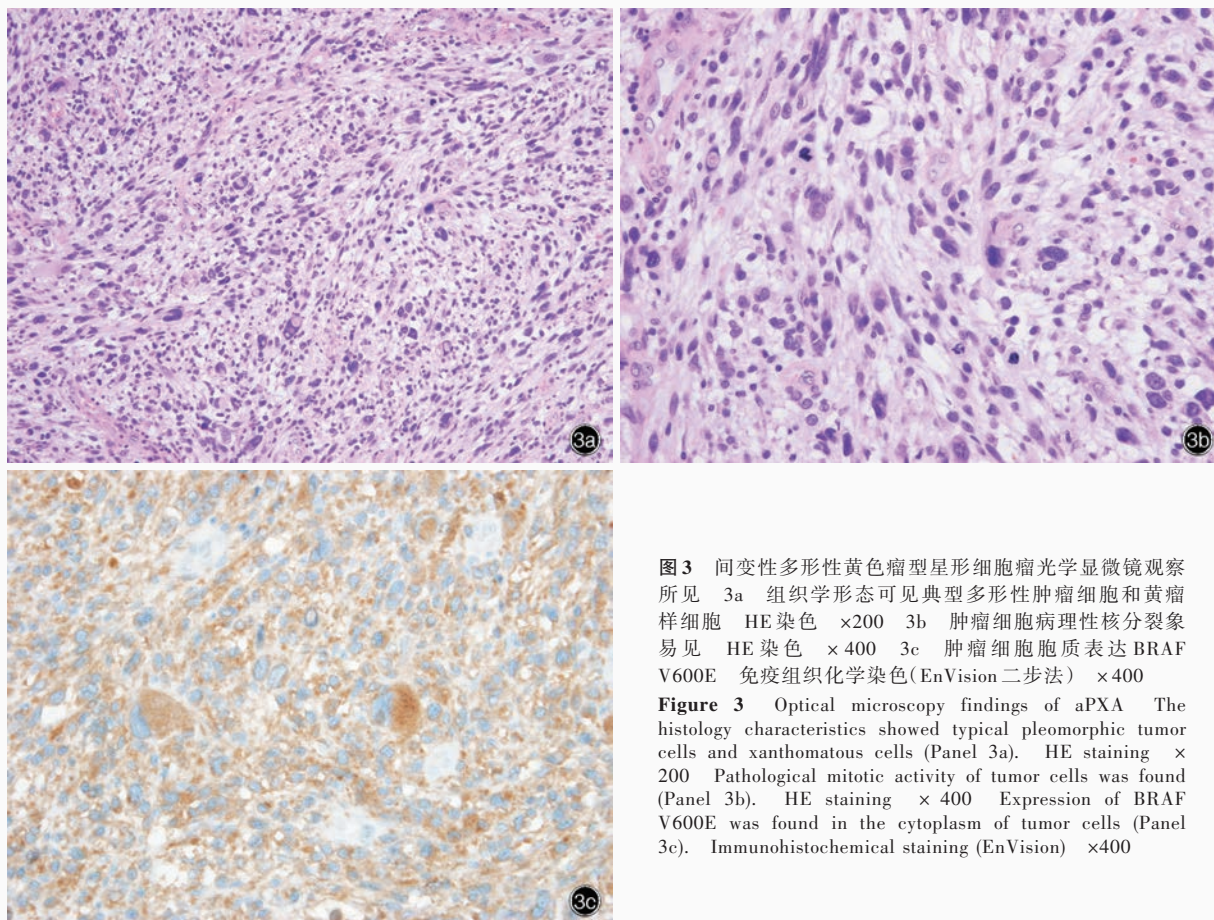 3a
3b
3c
图3 间变性多形性黄色瘤型星形细胞瘤光学显微镜观察
所见 3a 组织学形态可见典型多形性肿瘤细胞和黄瘤
样细胞 HE染色 ×200 3b 肿瘤细胞病理性核分裂象
易见 HE染色 ×400 3c 肿瘤细胞胞质表达BRAF
V600E 免疫组织化学染色(EnVision二步法) ×400
Figure 3 Optical microscopy findings of aPXA The
histology characteristics showed typical pleomorphic tumor
cells and xanthomatous cells (Panel 3a). HE staining ×
200 Pathological mitotic activity of tumor cells was found
(Panel 3b). HE staining × 400 Expression of BRAF
V600E was found in the cytoplasm of tumor cells (Panel
3c). Immunohistochemical staining (EnVision) ×400